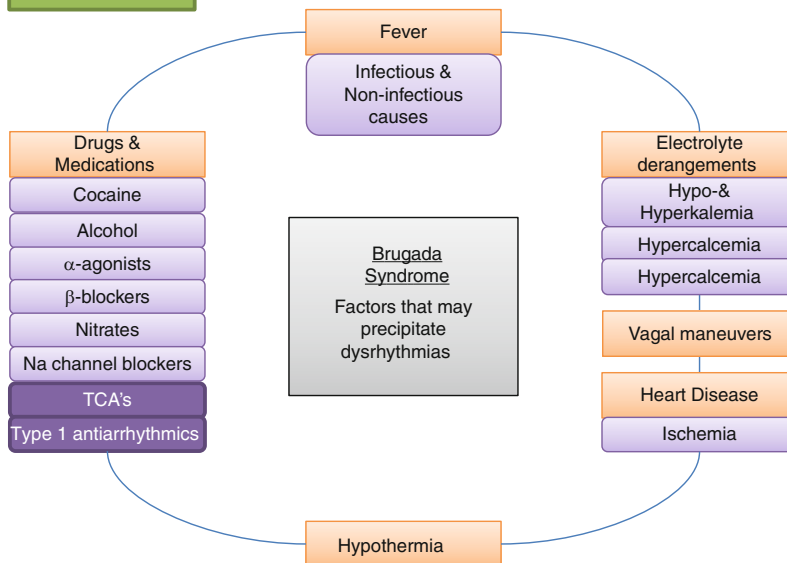 Fever
Infectious &
Non-infectious
causes
Drugs &
Medications
Cocaine
Alcohol
α-agonists
β-blockers
Nitrates
Na channel blockers
TCA's
Type 1 antiarrhythmics
Brugada
Syndrome
Factors that may
precipitate
dysrhythmias
Electrolyte
derangements
Hypo-&
Hyperkalemia
Hypercalcemia
Hypercalcemia
Vagal maneuvers
Heart Disease
Ischemia
Hypothermia